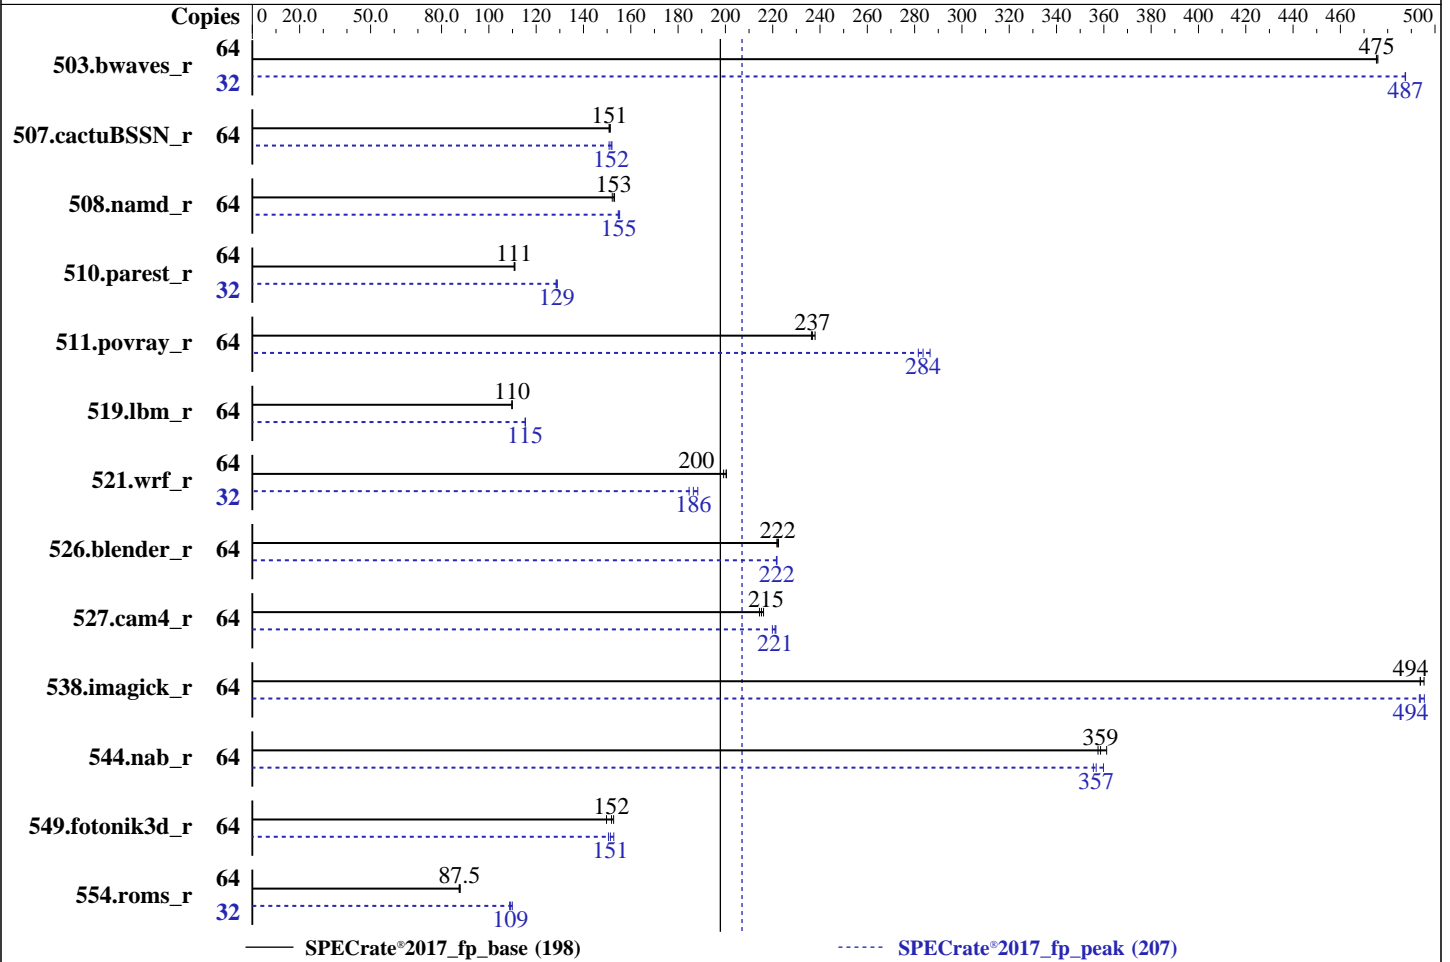 Copies 0 20.0 50.0 80.0 100 120 140 160 180 200 220 240 260 280 300 320 340 360 380 400 420 440 460 500
503.bwaves_r 64 475
32 487
507.cactuBSSN_r 64 151
152
508.namd_r 64 153
155
510.parest_r 64 111
32 129
511.povray_r 64 237
284
519.lbm_r 64 110
115
521.wrf_r 64 200
32 186
526.blender_r 64 222
222
527.cam4_r 64 215
221
538.imagick_r 64 494
494
544.nab_r 64 359
357
549.fotonik3d_r 64 152
151
554.roms_r 64 87.5
32 109
SPECrate®2017_fp_base (198) SPECrate®2017_fp_peak (207)